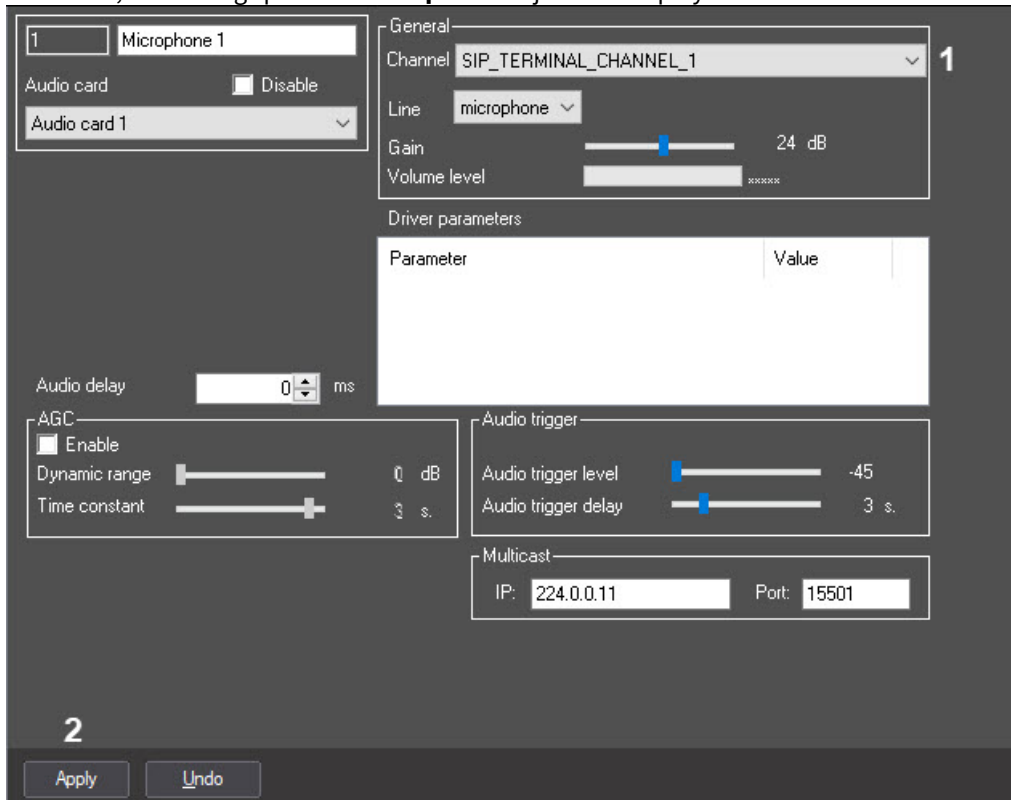 1 Microphone 1
Audio card Disable
Audio card 1
General
Channel SIP_TERMINAL_CHANNEL_1 1
Line microphone
Gain 24 dB
Volume level xxxxx
Driver parameters
Parameter Value
Audio delay 0 ms
AGC
Enable
Dynamic range 0 dB
Time constant 3 s.
Audio trigger
Audio trigger level -45
Audio trigger delay 3 s.
Multicast
IP: 224.0.0.11 Port: 15501
2
Apply Undo